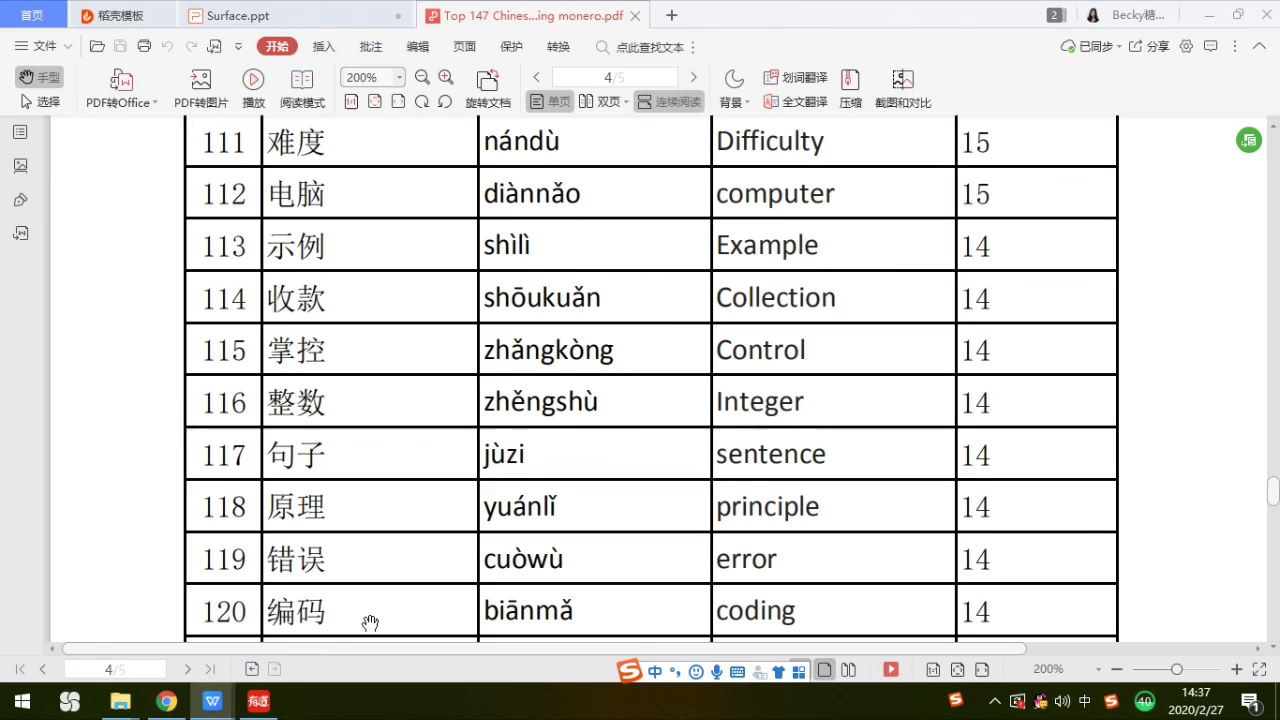 首页 稻壳模板 Surface.ppt Top 147 Chines...ing monero.pdf 2 Becky糖...
文件 开始 插入 批注 编辑 页面 保护 转换 点此查找文本 已同步 分享
手型 选择 PDF转Office PDF转图片 播放 阅读模式 200% 旋转文档 4/5 单页 双页 连续阅读 背景 划词翻译 全文翻译 压缩 截图和对比
111 难度 nándù Difficulty 15
112 电脑 diànnǎo computer 15
113 示例 shìlì Example 14
114 收款 shōukuǎn Collection 14
115 掌控 zhǎngkòng Control 14
116 整数 zhěngshù Integer 14
117 句子 jùzi sentence 14
118 原理 yuánlǐ principle 14
119 错误 cuòwù error 14
120 编码 biānmǎ coding 14
4/5 中 200%
有道 中 40 14:37
2020/2/27 1